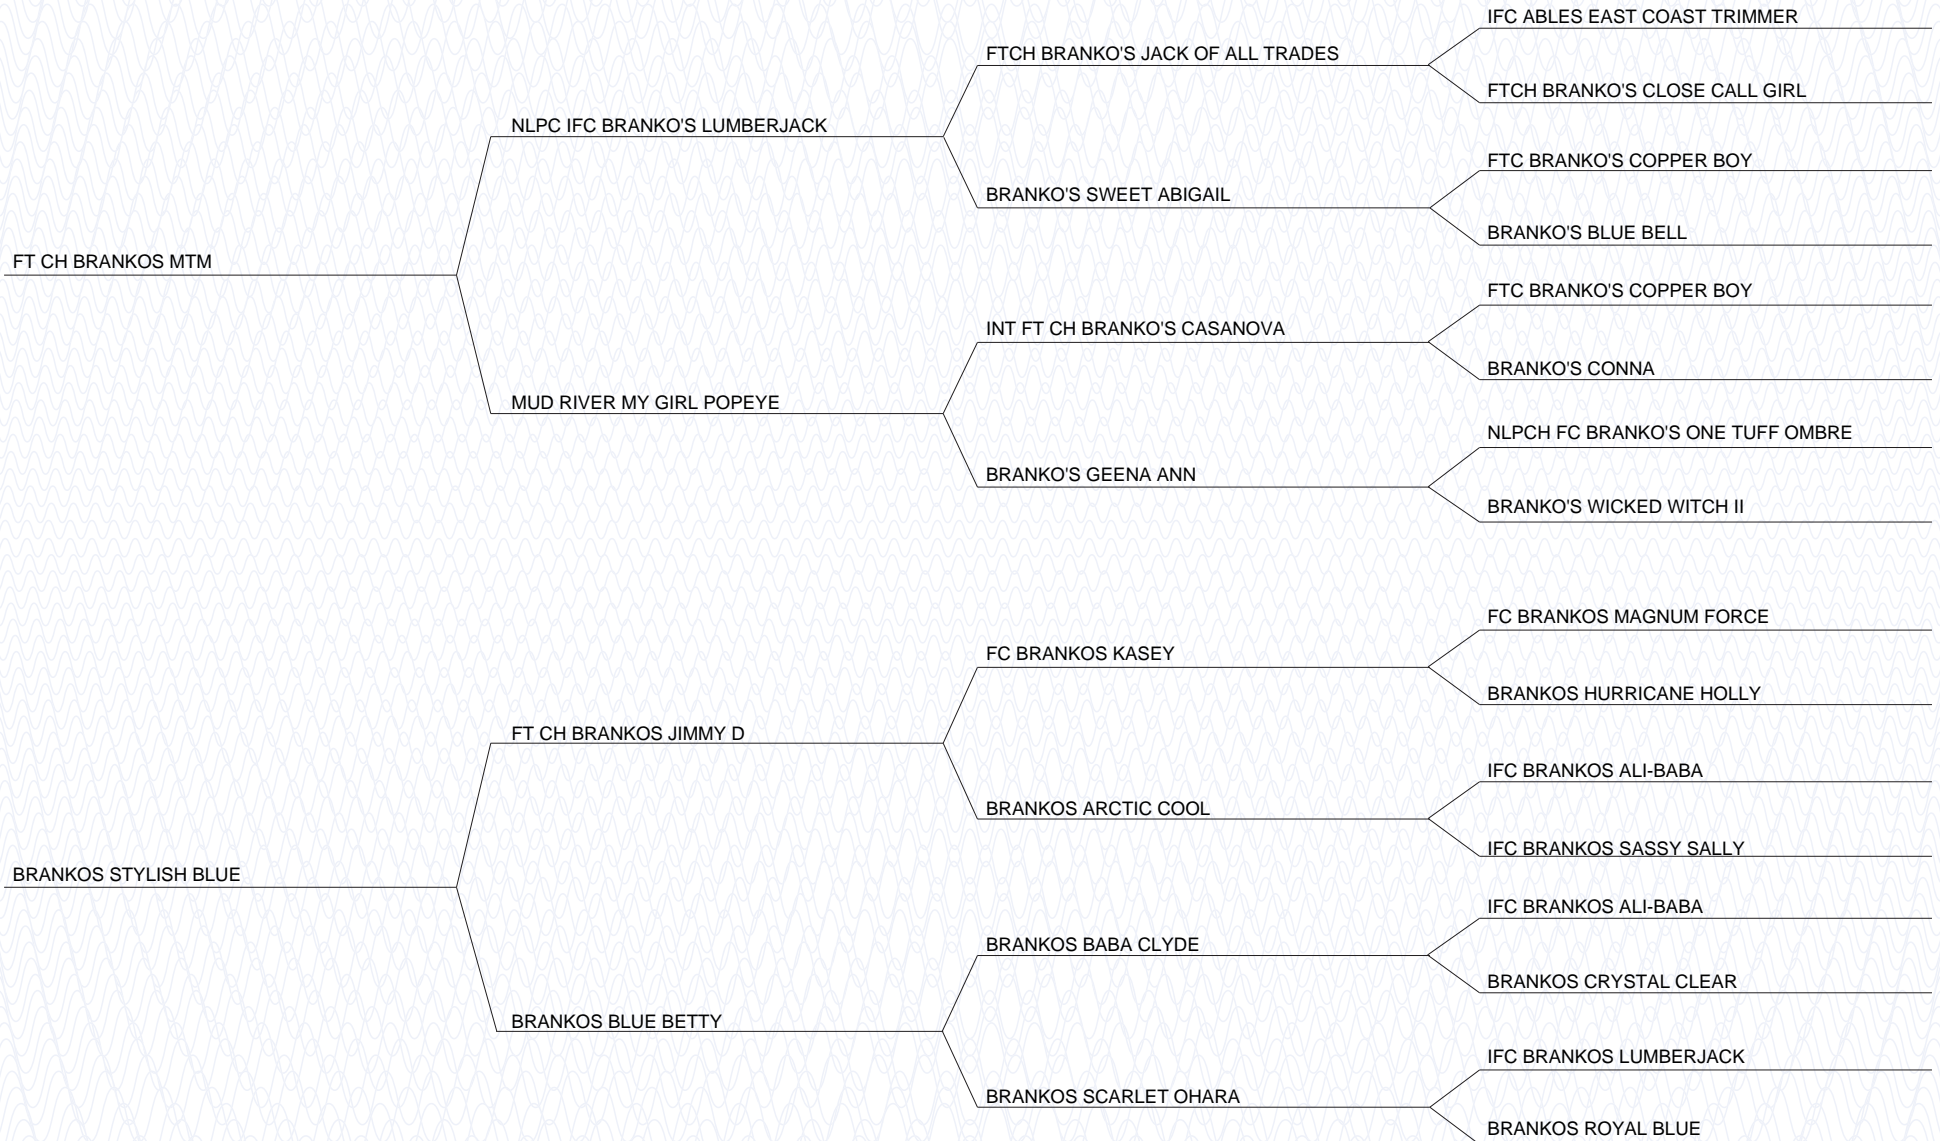 IFC ABLES EAST COAST TRIMMER
FTCH BRANKO'S JACK OF ALL TRADES
FTCH BRANKO'S CLOSE CALL GIRL
NLPC IFC BRANKO'S LUMBERJACK
FTC BRANKO'S COPPER BOY
BRANKO'S SWEET ABIGAIL
BRANKO'S BLUE BELL
FT CH BRANKOS MTM
FTC BRANKO'S COPPER BOY
INT FT CH BRANKO'S CASANOVA
BRANKO'S CONNA
MUD RIVER MY GIRL POPEYE
NLPCH FC BRANKO'S ONE TUFF OMBRE
BRANKO'S GEENA ANN
BRANKO'S WICKED WITCH II
FC BRANKOS MAGNUM FORCE
FC BRANKOS KASEY
BRANKOS HURRICANE HOLLY
FT CH BRANKOS JIMMY D
IFC BRANKOS ALI-BABA
BRANKOS ARCTIC COOL
IFC BRANKOS SASSY SALLY
BRANKOS STYLISH BLUE
IFC BRANKOS ALI-BABA
BRANKOS BABA CLYDE
BRANKOS CRYSTAL CLEAR
BRANKOS BLUE BETTY
IFC BRANKOS LUMBERJACK
BRANKOS SCARLET OHARA
BRANKOS ROYAL BLUE